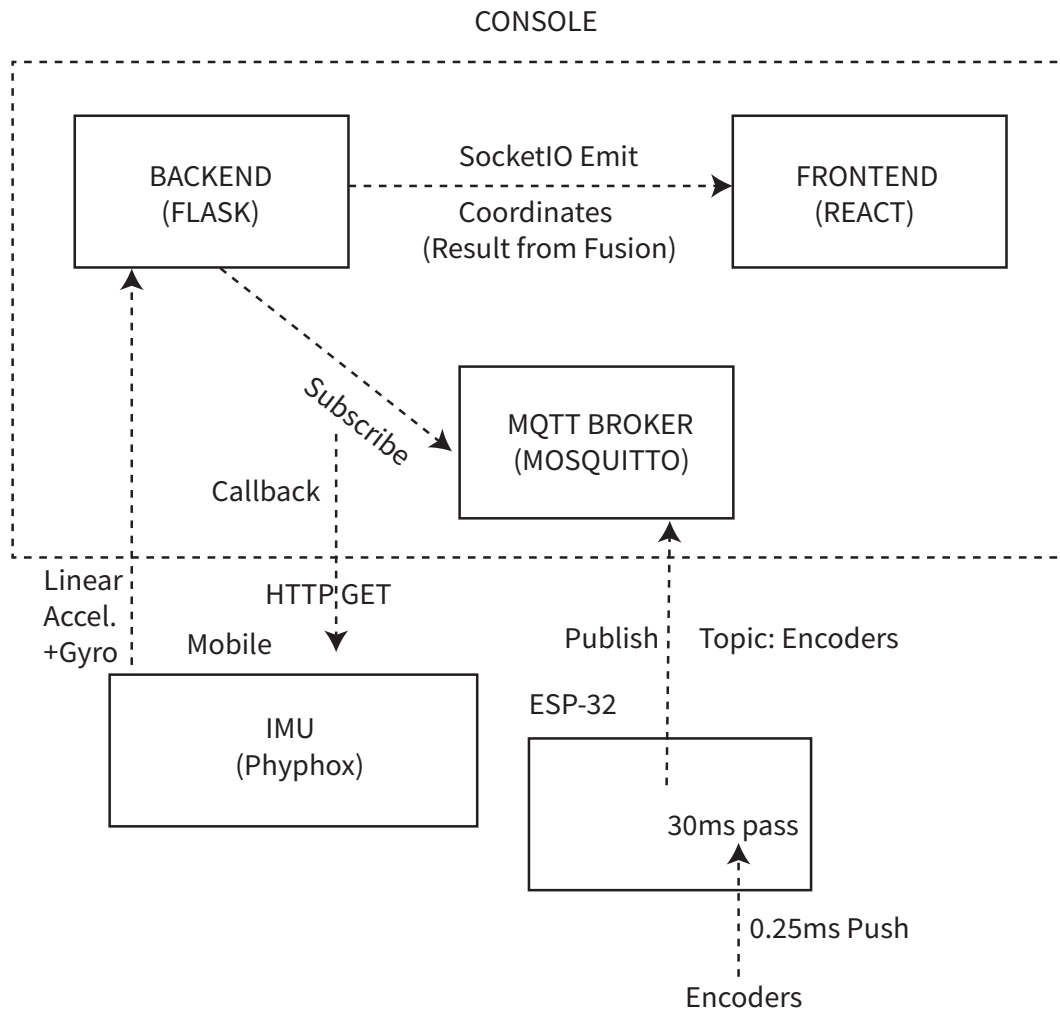 CONSOLE
BACKEND
(FLASK)
SocketIO Emit
Coordinates
(Result from Fusion)
FRONTEND
(REACT)
Subscribe
MQTT BROKER
(MOSQUITTO)
Callback
Linear
Accel.
+Gyro
HTTP GET
Mobile
Publish
Topic: Encoders
IMU
(Phyphox)
ESP-32
30ms pass
0.25ms Push
Encoders